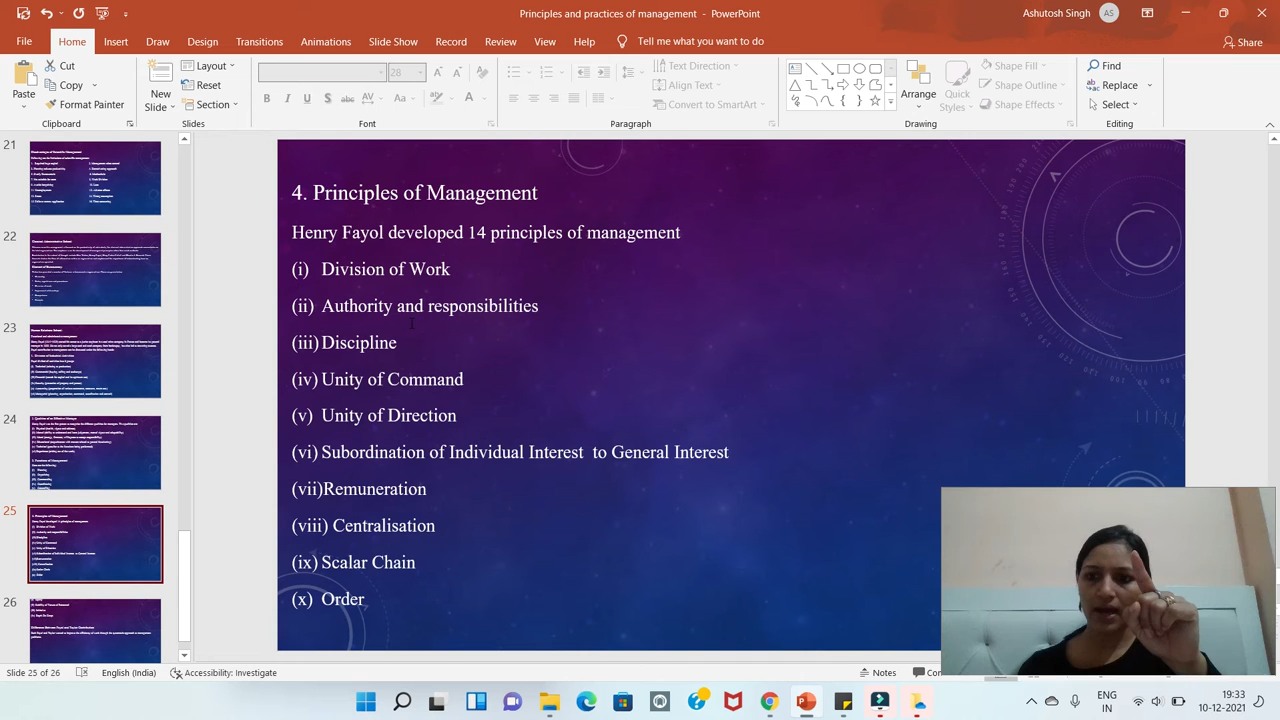 Principles and practices of management - PowerPoint
Ashutosh Singh
AS
File
Home
Insert
Draw
Design
Transitions
Animations
Slide Show
Record
Review
View
Help
Tell me what you want to do
Share
Paste
Cut
Copy
Format Painter
Clipboard
New Slide
Layout
Reset
Section
Slides
28
Font
Text Direction
Align Text
Convert to SmartArt
Paragraph
Arrange
Quick Styles
Shape Fill
Shape Outline
Shape Effects
Drawing
Find
Replace
Select
Editing
21
22
23
24
25
26
4. Principles of Management
Henry Fayol developed 14 principles of management
(i) Division of Work
(ii) Authority and responsibilities
(iii) Discipline
(iv) Unity of Command
(v) Unity of Direction
(vi) Subordination of Individual Interest to General Interest
(vii)Remuneration
(viii) Centralisation
(ix) Scalar Chain
(x) Order
Slide 25 of 26
English (India)
Accessibility: Investigate
Notes
ENG
IN
19:33
10-12-2021